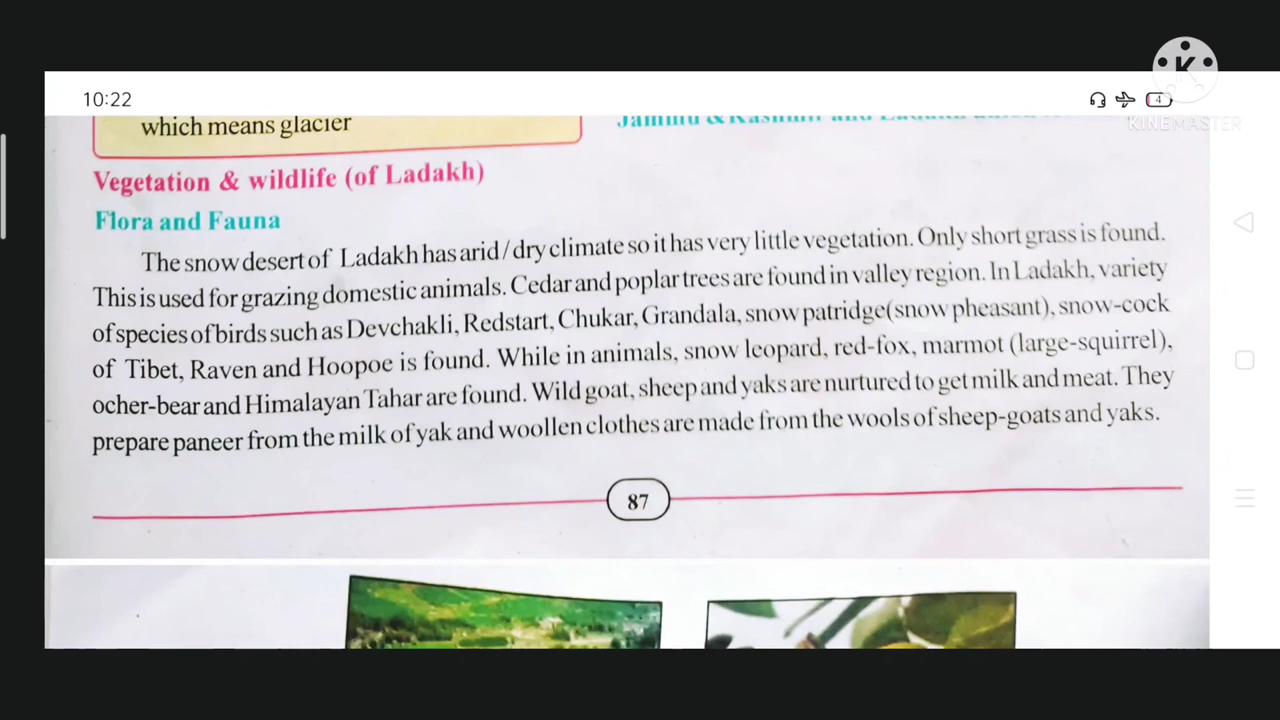 10:22
4
K
KINEMASTER
which means glacier
Jammu & Kashmir and Ladakh
Vegetation & wildlife (of Ladakh)
Flora and Fauna
The snow desert of Ladakh has arid / dry climate so it has very little vegetation. Only short grass is found.
This is used for grazing domestic animals. Cedar and poplar trees are found in valley region. In Ladakh, variety
of species of birds such as Devchakli, Redstart, Chukar, Grandala, snow patridge(snow pheasant), snow-cock
of Tibet, Raven and Hoopoe is found. While in animals, snow leopard, red-fox, marmot (large-squirrel),
ocher-bear and Himalayan Tahar are found. Wild goat, sheep and yaks are nurtured to get milk and meat. They
prepare paneer from the milk of yak and woollen clothes are made from the wools of sheep-goats and yaks.
87